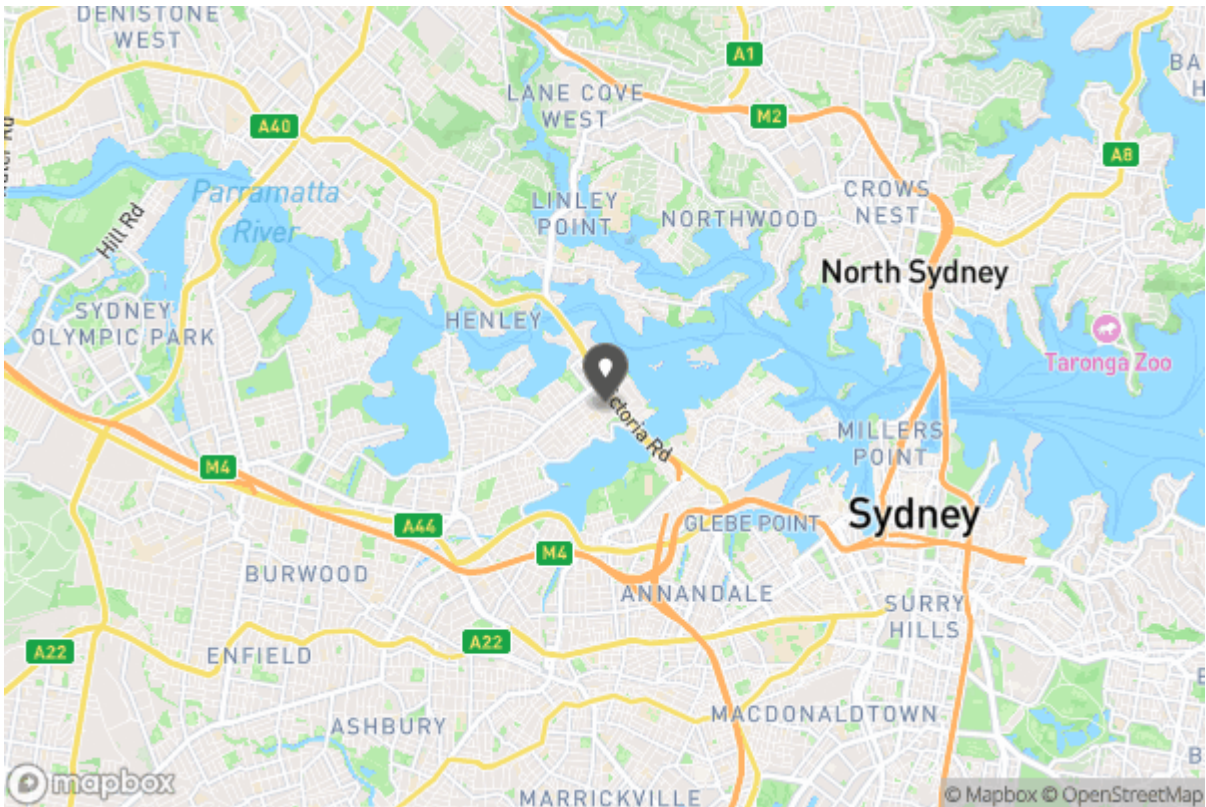 DENISTONE
WEST
A1
BA
H
LANE COVE
WEST
A40
M2
A8
Parramatta
River
LINLEY
POINT
NORTHWOOD
CROWS
NEST
Hill Rd
North Sydney
SYDNEY
OLYMPIC PARK
HENLEY
Taronga Zoo
ctoria Rd
MILLERS
POINT
M4
A44
GLEBE POINT
Sydney
M4
BURWOOD
ANNANDALE
SURRY
HILLS
A22
ENFIELD
A22
ASHBURY
MACDONALDTOWN
B
mapbox
MARRICKVILLE
© Mapbox © OpenStreetMap